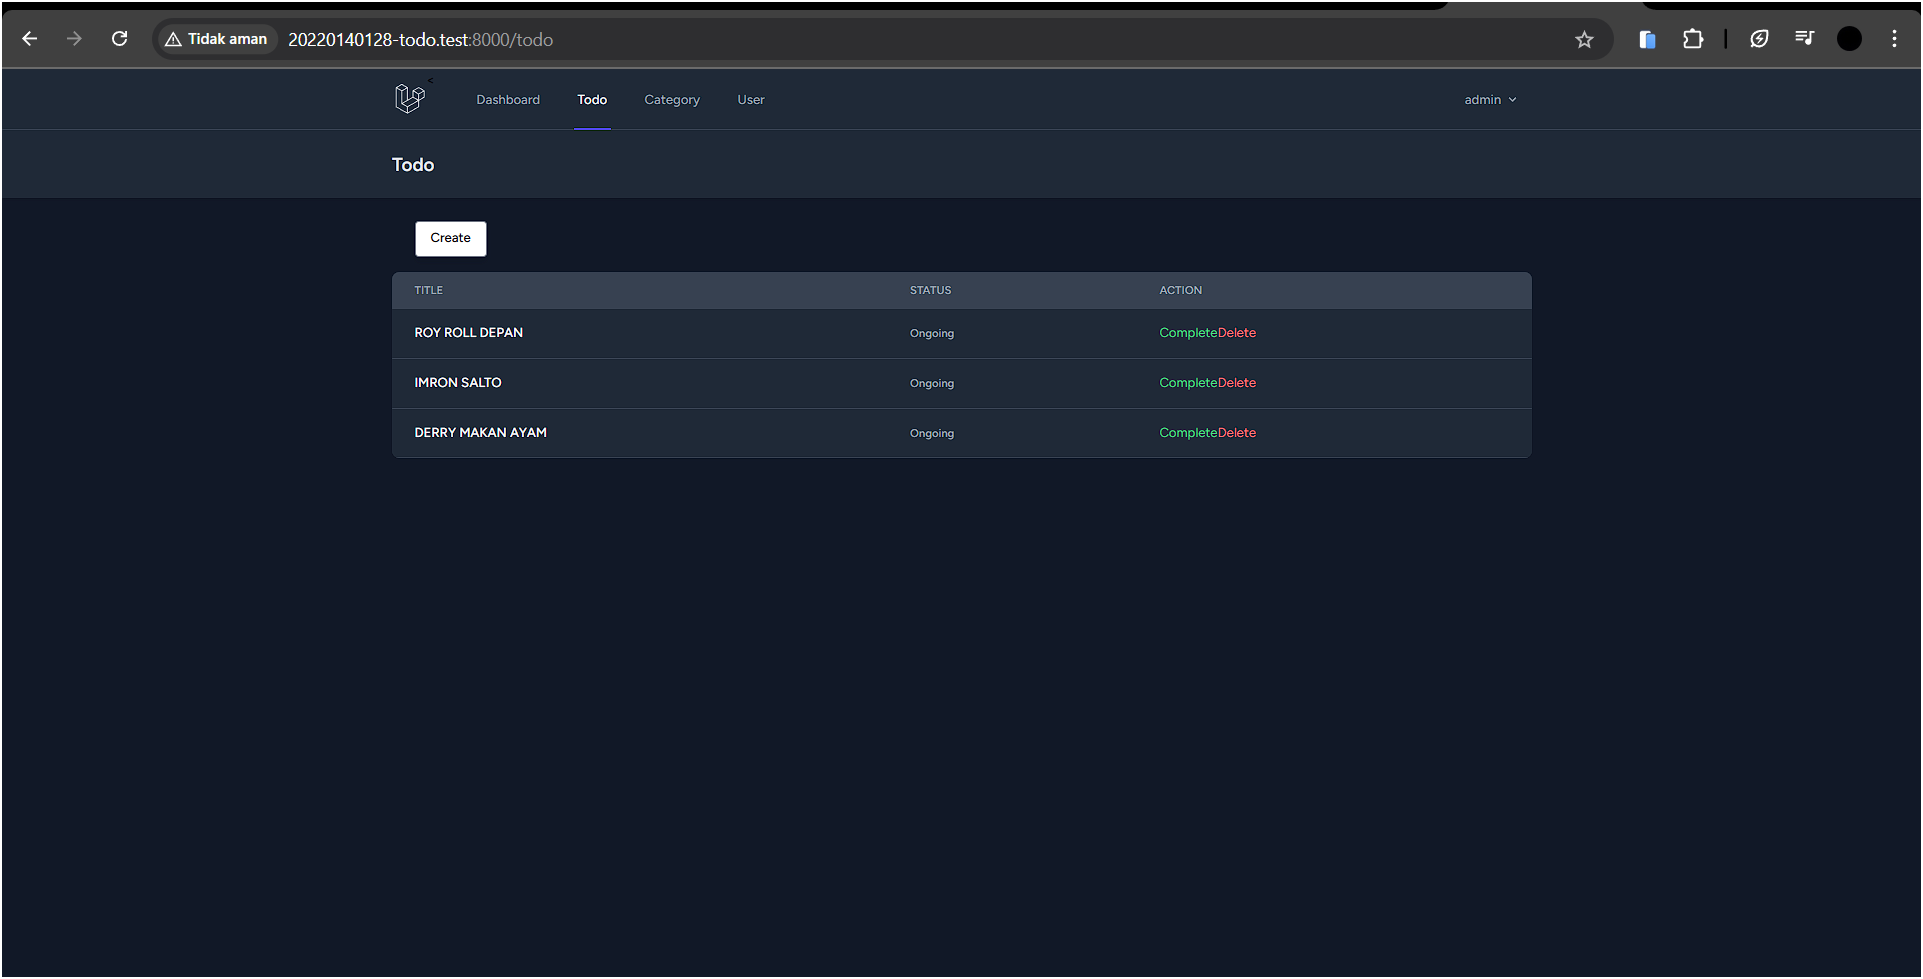 Tidak aman 20220140128-todo.test:8000/todo
<
Dashboard Todo Category User admin
Todo
Create
TITLE STATUS ACTION
ROY ROLL DEPAN Ongoing CompleteDelete
IMRON SALTO Ongoing CompleteDelete
DERRY MAKAN AYAM Ongoing CompleteDelete